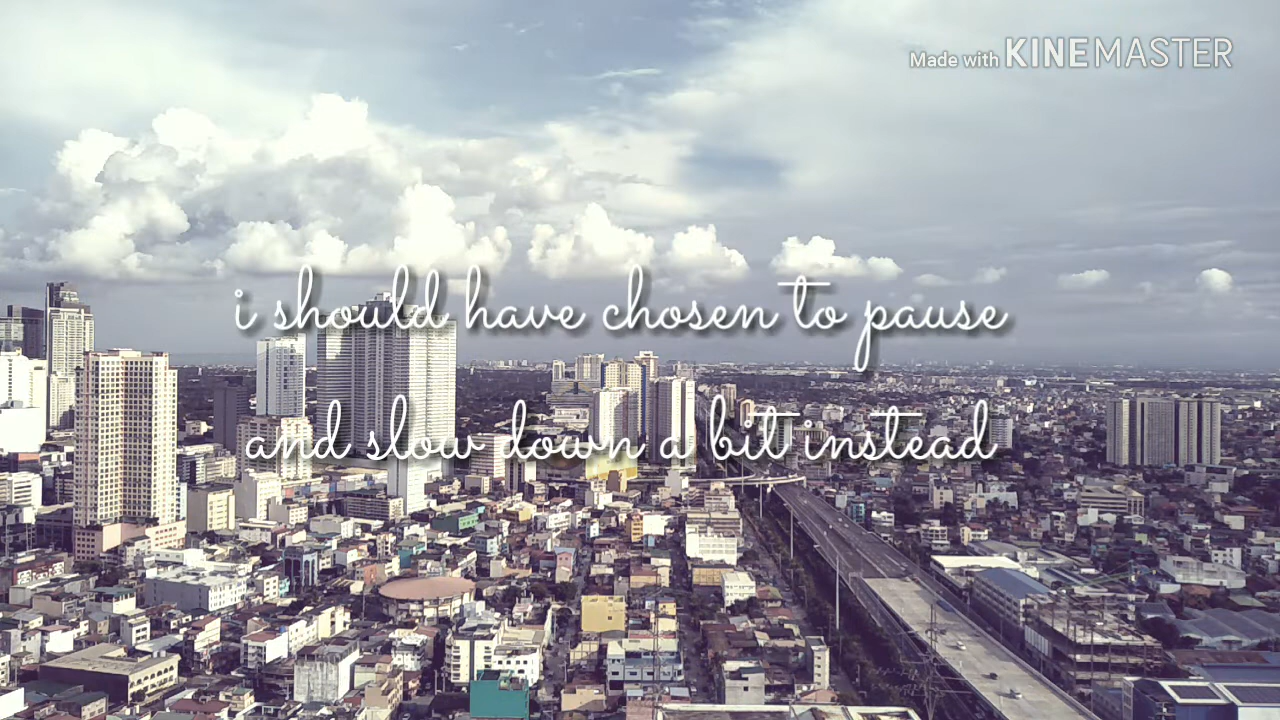 Made with KINEMASTER
i should have chosen to pause
and slow down a bit instead